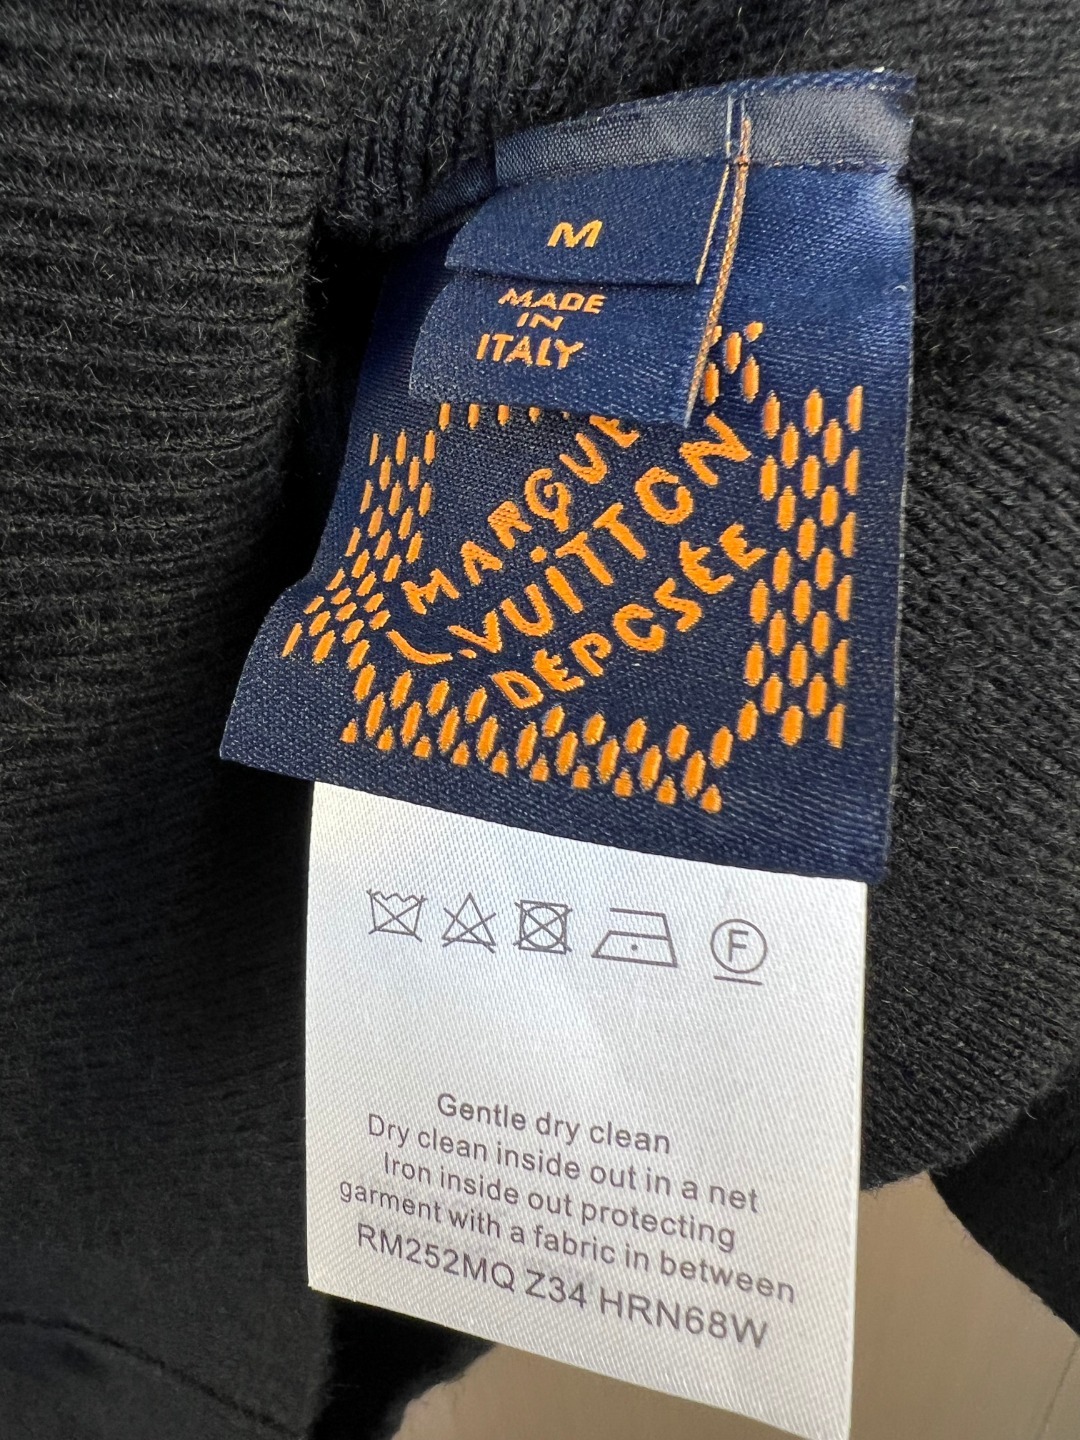 M
MADE
IN
ITALY
MARQUE
L.VUITTON
DÉPOSÉE
F
Gentle dry clean
Dry clean inside out in a net
Iron inside out protecting
garment with a fabric in between
RM252MQ Z34 HRN68W